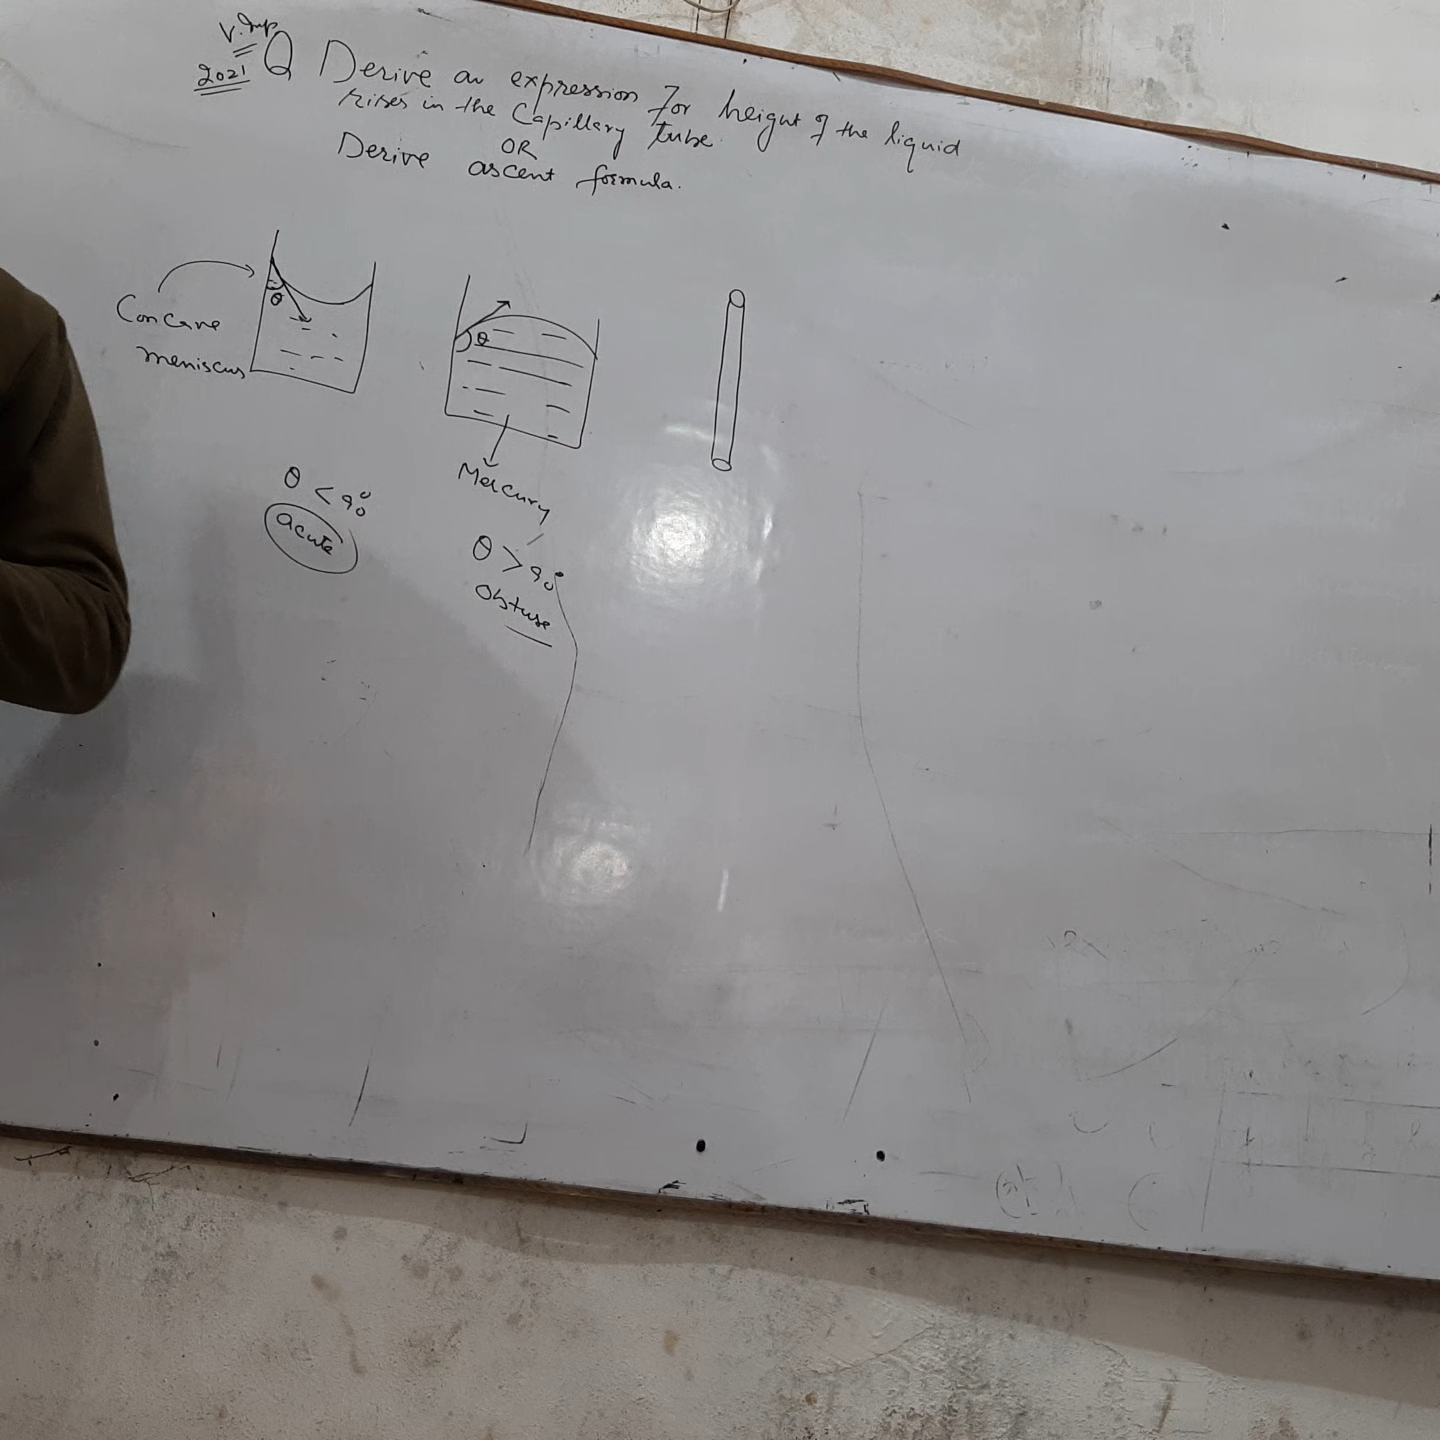 V. Imp
2021
Q Derive an expression For height of the liquid
rises in the Capillary tube.
OR
Derive ascent formula.
Concave
meniscus
θ
θ
Mercury
θ < 90°
acute
θ > 90°
Obtuse